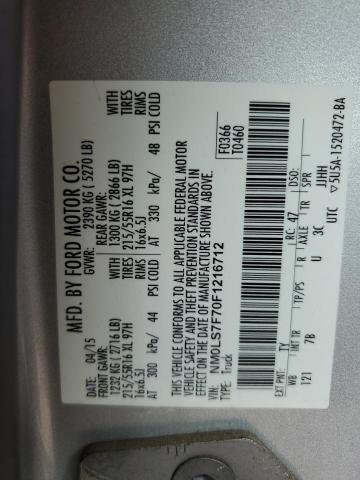 MFD. BY FORD MOTOR CO.
DATE: 04/15 GVWR: 2390 KG ( 5270 LB)
FRONT GAWR: REAR GAWR:
1232 KG ( 2716 LB) WITH 1300 KG ( 2866 LB) WITH
215/55R16 XL 97H TIRES 215/55R16 XL 97H TIRES
16x6.5J RIMS 16x6.5J RIMS
AT 300 kPa/ 44 PSI COLD AT 330 kPa/ 48 PSI COLD
THIS VEHICLE CONFORMS TO ALL APPLICABLE FEDERAL MOTOR
VEHICLE SAFETY AND THEFT PREVENTION STANDARDS IN
EFFECT ON THE DATE OF MANUFACTURE SHOWN ABOVE.
VIN: NM0LS7F70F1216712
TYPE: Truck
F0366
T0460
EXT PNT: TY RC: 47 DSO:
WB INT TR TP/PS R AXLE TR SPR
121 7B U 3C JJHH
UTC ▽5U5A-1520472-BA